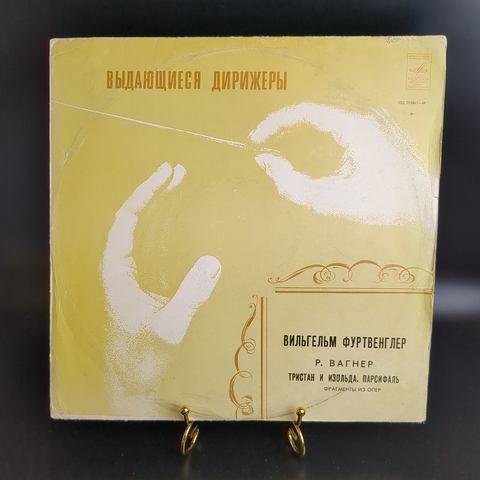 ВЫДАЮЩИЕСЯ ДИРИЖЕРЫ
ВИЛЬГЕЛЬМ ФУРТВЕНГЛЕР
Р. ВАГНЕР
ТРИСТАН И ИЗОЛЬДА. ПАРСИФАЛЬ
ФРАГМЕНТЫ ИЗ ОПЕР